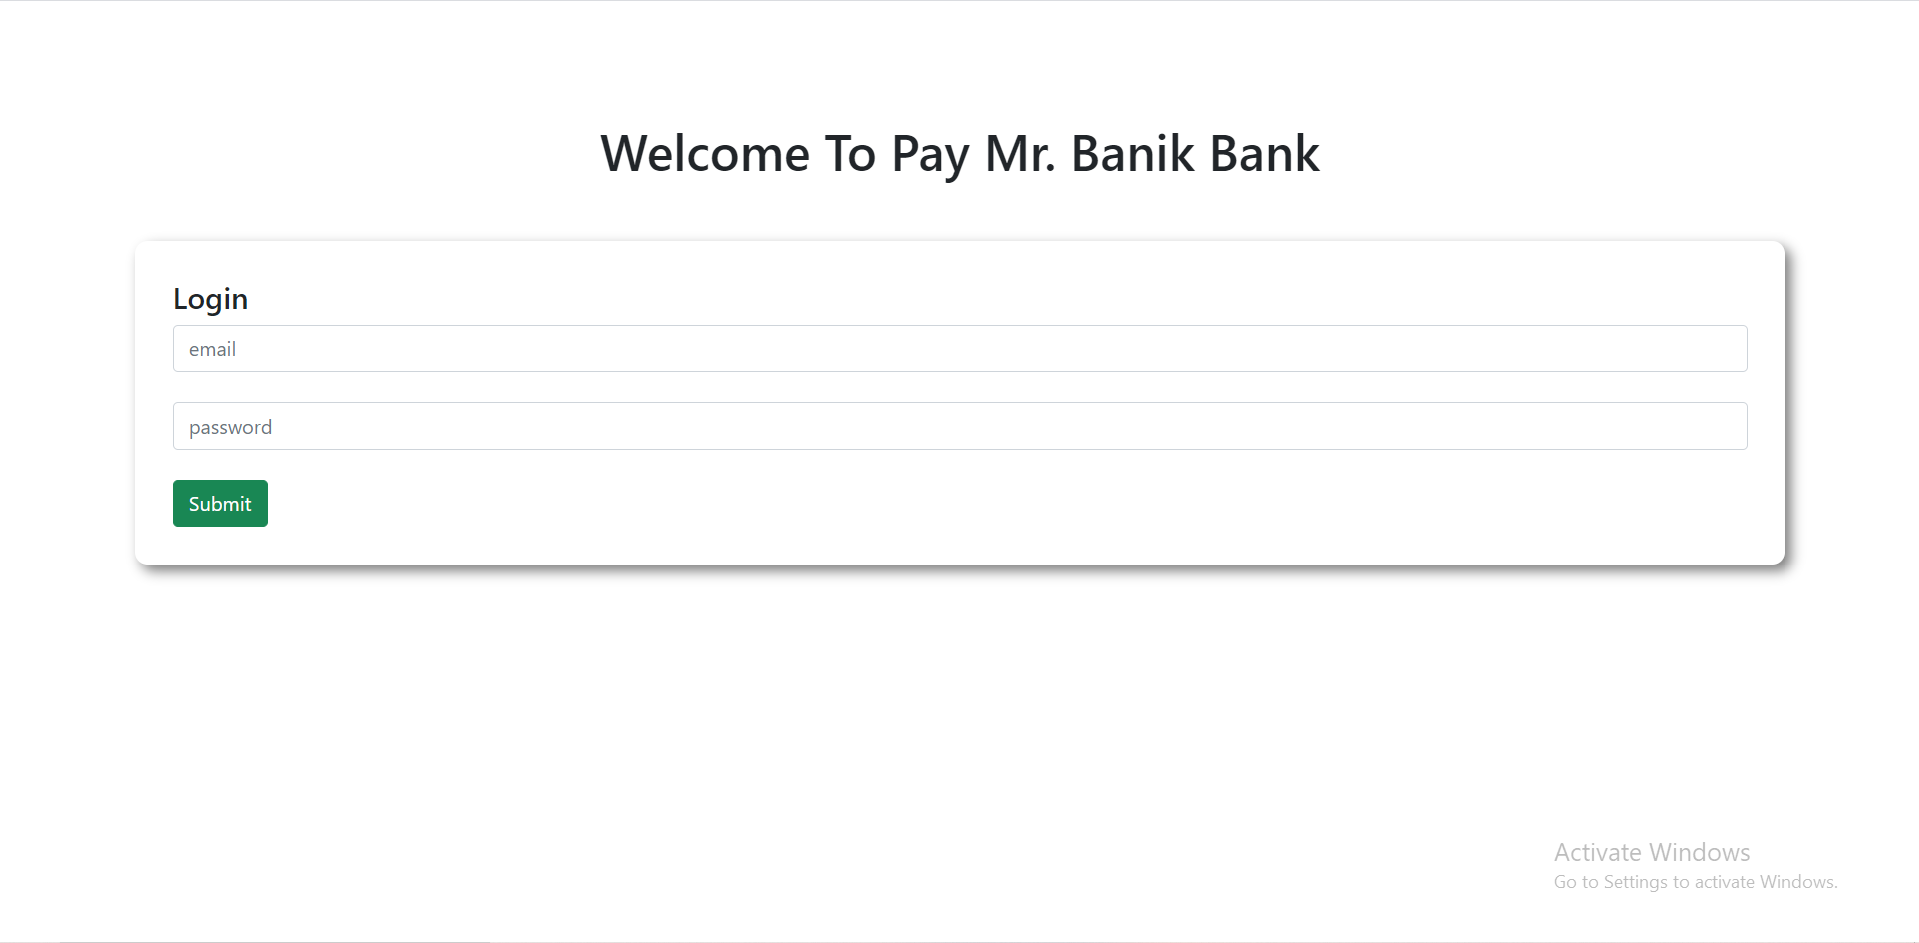 Welcome To Pay Mr. Banik Bank
Login
email
password
Submit
Activate Windows
Go to Settings to activate Windows.